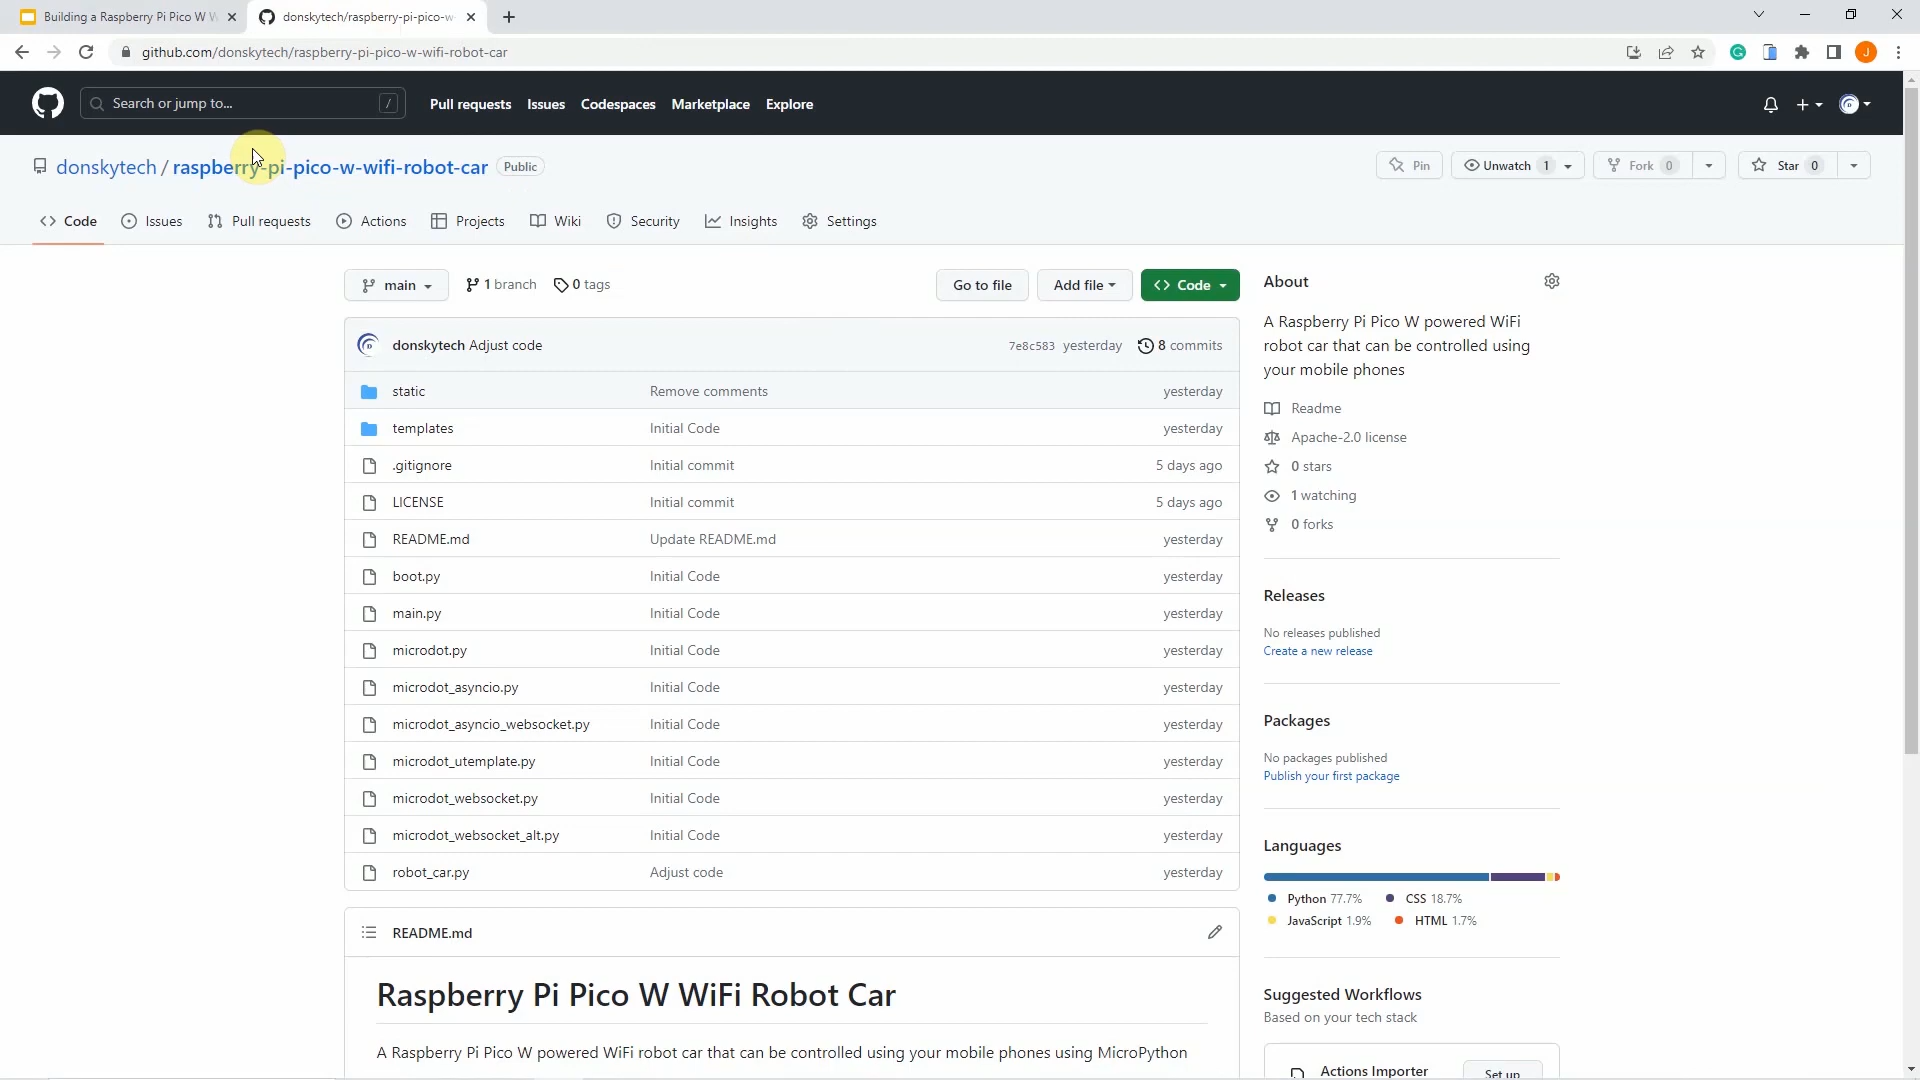 Building a Raspberry Pi Pico W W
donskytech/raspberry-pi-pico-w-
github.com/donskytech/raspberry-pi-pico-w-wifi-robot-car
J
Search or jump to...
/
Pull requests
Issues
Codespaces
Marketplace
Explore
donskytech / raspberry-pi-pico-w-wifi-robot-car
Public
Pin
Unwatch 1
Fork 0
Star 0
Code
Issues
Pull requests
Actions
Projects
Wiki
Security
Insights
Settings
main
1 branch
0 tags
Go to file
Add file
Code
donskytech Adjust code
7e8c583 yesterday
8 commits
static Remove comments yesterday
templates Initial Code yesterday
.gitignore Initial commit 5 days ago
LICENSE Initial commit 5 days ago
README.md Update README.md yesterday
boot.py Initial Code yesterday
main.py Initial Code yesterday
microdot.py Initial Code yesterday
microdot_asyncio.py Initial Code yesterday
microdot_asyncio_websocket.py Initial Code yesterday
microdot_utemplate.py Initial Code yesterday
microdot_websocket.py Initial Code yesterday
microdot_websocket_alt.py Initial Code yesterday
robot_car.py Adjust code yesterday
README.md
Raspberry Pi Pico W WiFi Robot Car
A Raspberry Pi Pico W powered WiFi robot car that can be controlled using your mobile phones using MicroPython
About
A Raspberry Pi Pico W powered WiFi
robot car that can be controlled using
your mobile phones
Readme
Apache-2.0 license
0 stars
1 watching
0 forks
Releases
No releases published
Create a new release
Packages
No packages published
Publish your first package
Languages
Python 77.7%
CSS 18.7%
JavaScript 1.9%
HTML 1.7%
Suggested Workflows
Based on your tech stack
Actions Importer
Set up